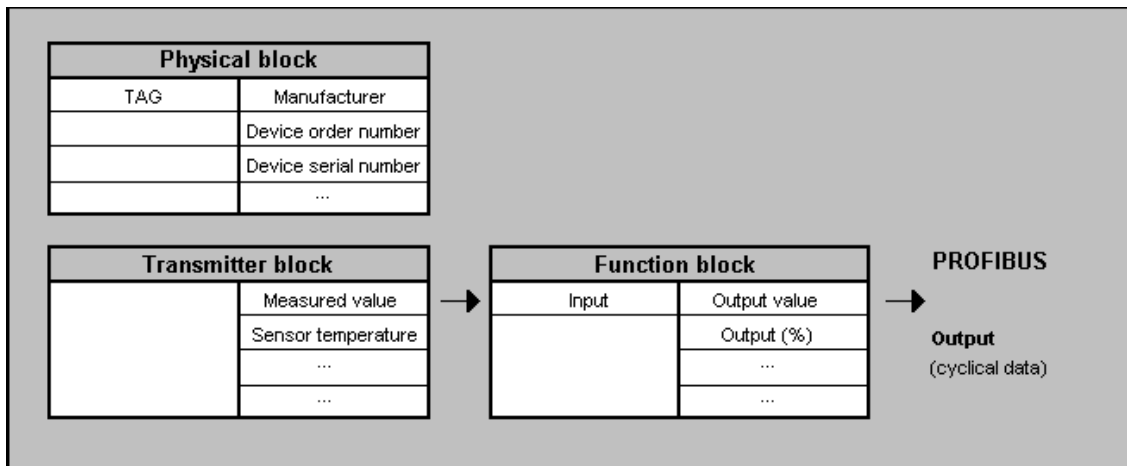 Physical block
TAG Manufacturer
Device order number
Device serial number
...
Transmitter block
Measured value
Sensor temperature
...
...
Function block
Input Output value
Output (%)
...
...
PROFIBUS
Output
(cyclical data)